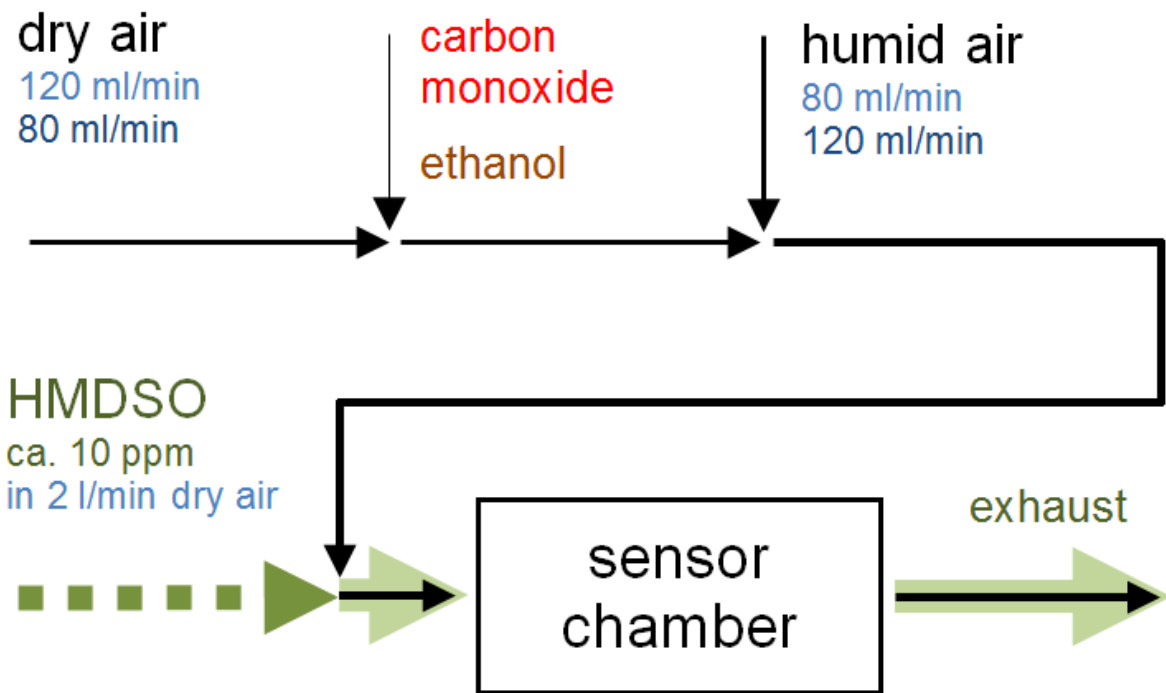 dry air
120 ml/min
80 ml/min
carbon
monoxide
ethanol
humid air
80 ml/min
120 ml/min
HMDSO
ca. 10 ppm
in 2 l/min dry air
sensor
chamber
exhaust